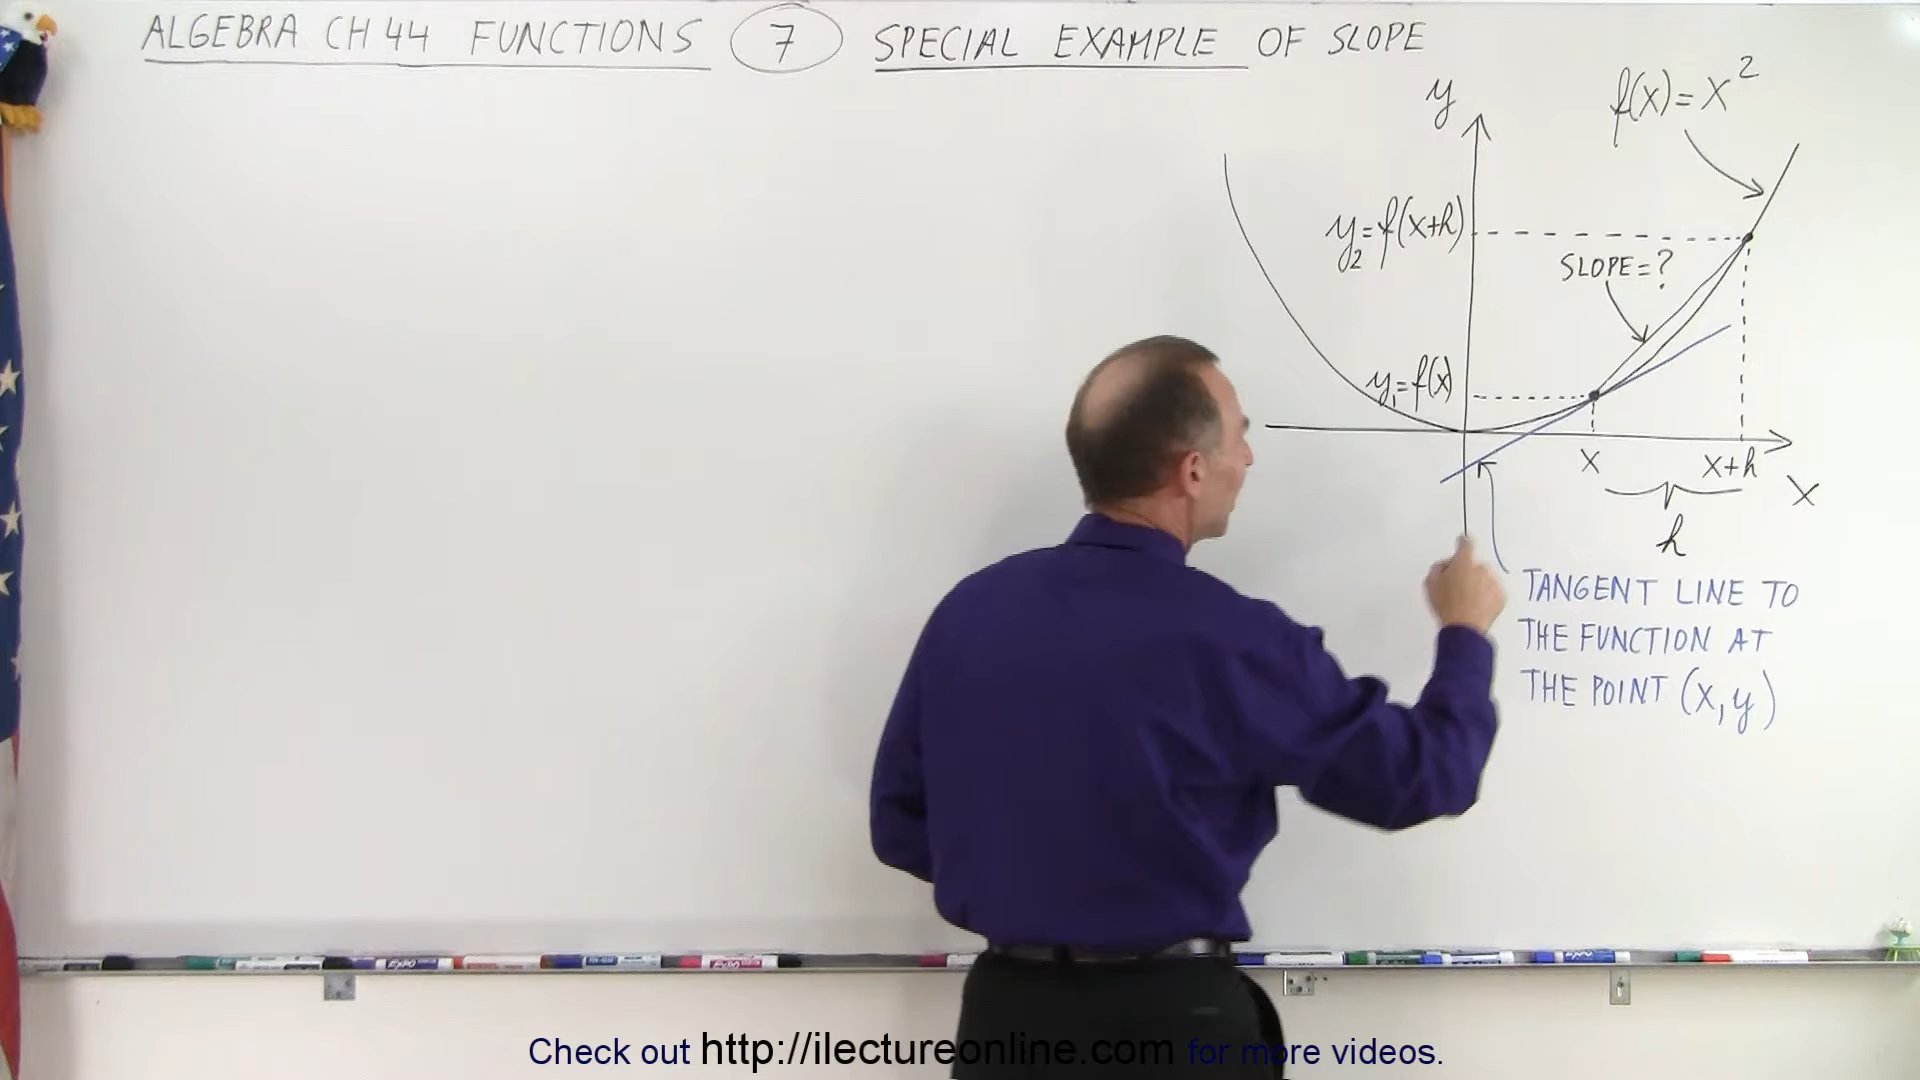 ALGEBRA CH 44 FUNCTIONS 7 SPECIAL EXAMPLE OF SLOPE
y
f(x)=x²
y₂=f(x+h)
SLOPE=?
y₁=f(x)
x
x+h
x
h
TANGENT LINE TO
THE FUNCTION AT
THE POINT (x,y)
EXPO
Check out http://ilectureonline.com for more videos.